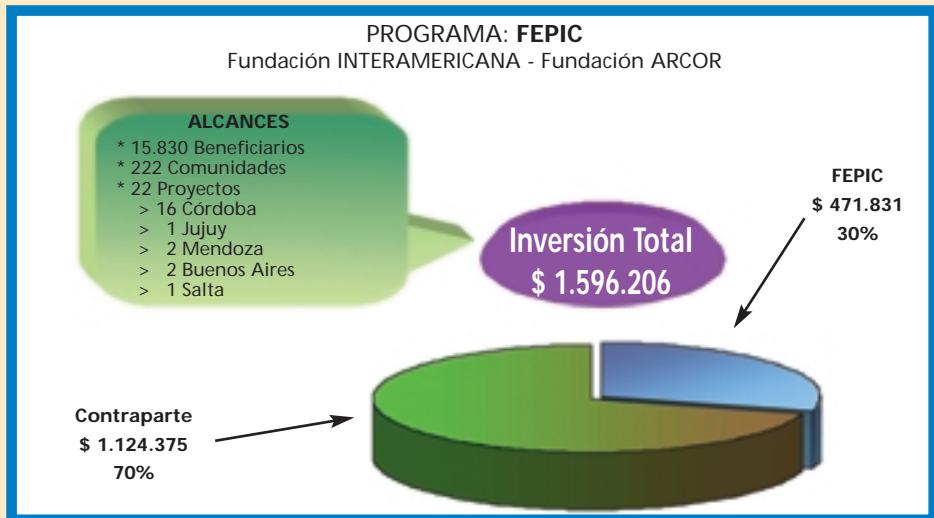 PROGRAMA: FEPIC
Fundación INTERAMERICANA - Fundación ARCOR
ALCANCES
* 15.830 Beneficiarios
* 222 Comunidades
* 22 Proyectos
> 16 Córdoba
> 1 Jujuy
> 2 Mendoza
> 2 Buenos Aires
> 1 Salta
Inversión Total
$ 1.596.206
FEPIC
$ 471.831
30%
Contraparte
$ 1.124.375
70%